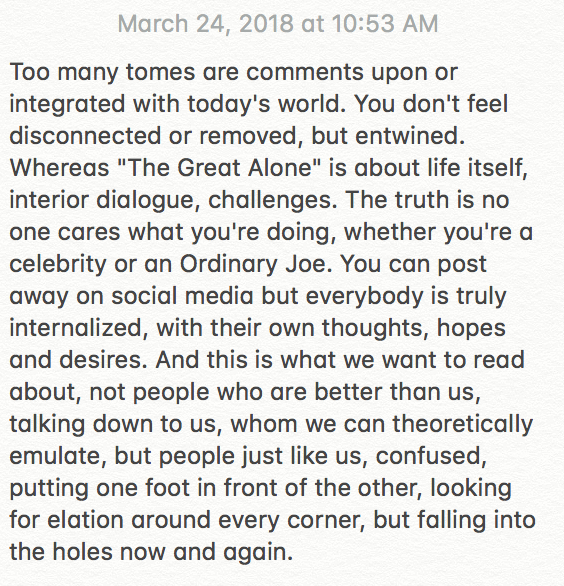 March 24, 2018 at 10:53 AM
Too many tomes are comments upon or
integrated with today's world. You don't feel
disconnected or removed, but entwined.
Whereas "The Great Alone" is about life itself,
interior dialogue, challenges. The truth is no
one cares what you're doing, whether you're a
celebrity or an Ordinary Joe. You can post
away on social media but everybody is truly
internalized, with their own thoughts, hopes
and desires. And this is what we want to read
about, not people who are better than us,
talking down to us, whom we can theoretically
emulate, but people just like us, confused,
putting one foot in front of the other, looking
for elation around every corner, but falling into
the holes now and again.